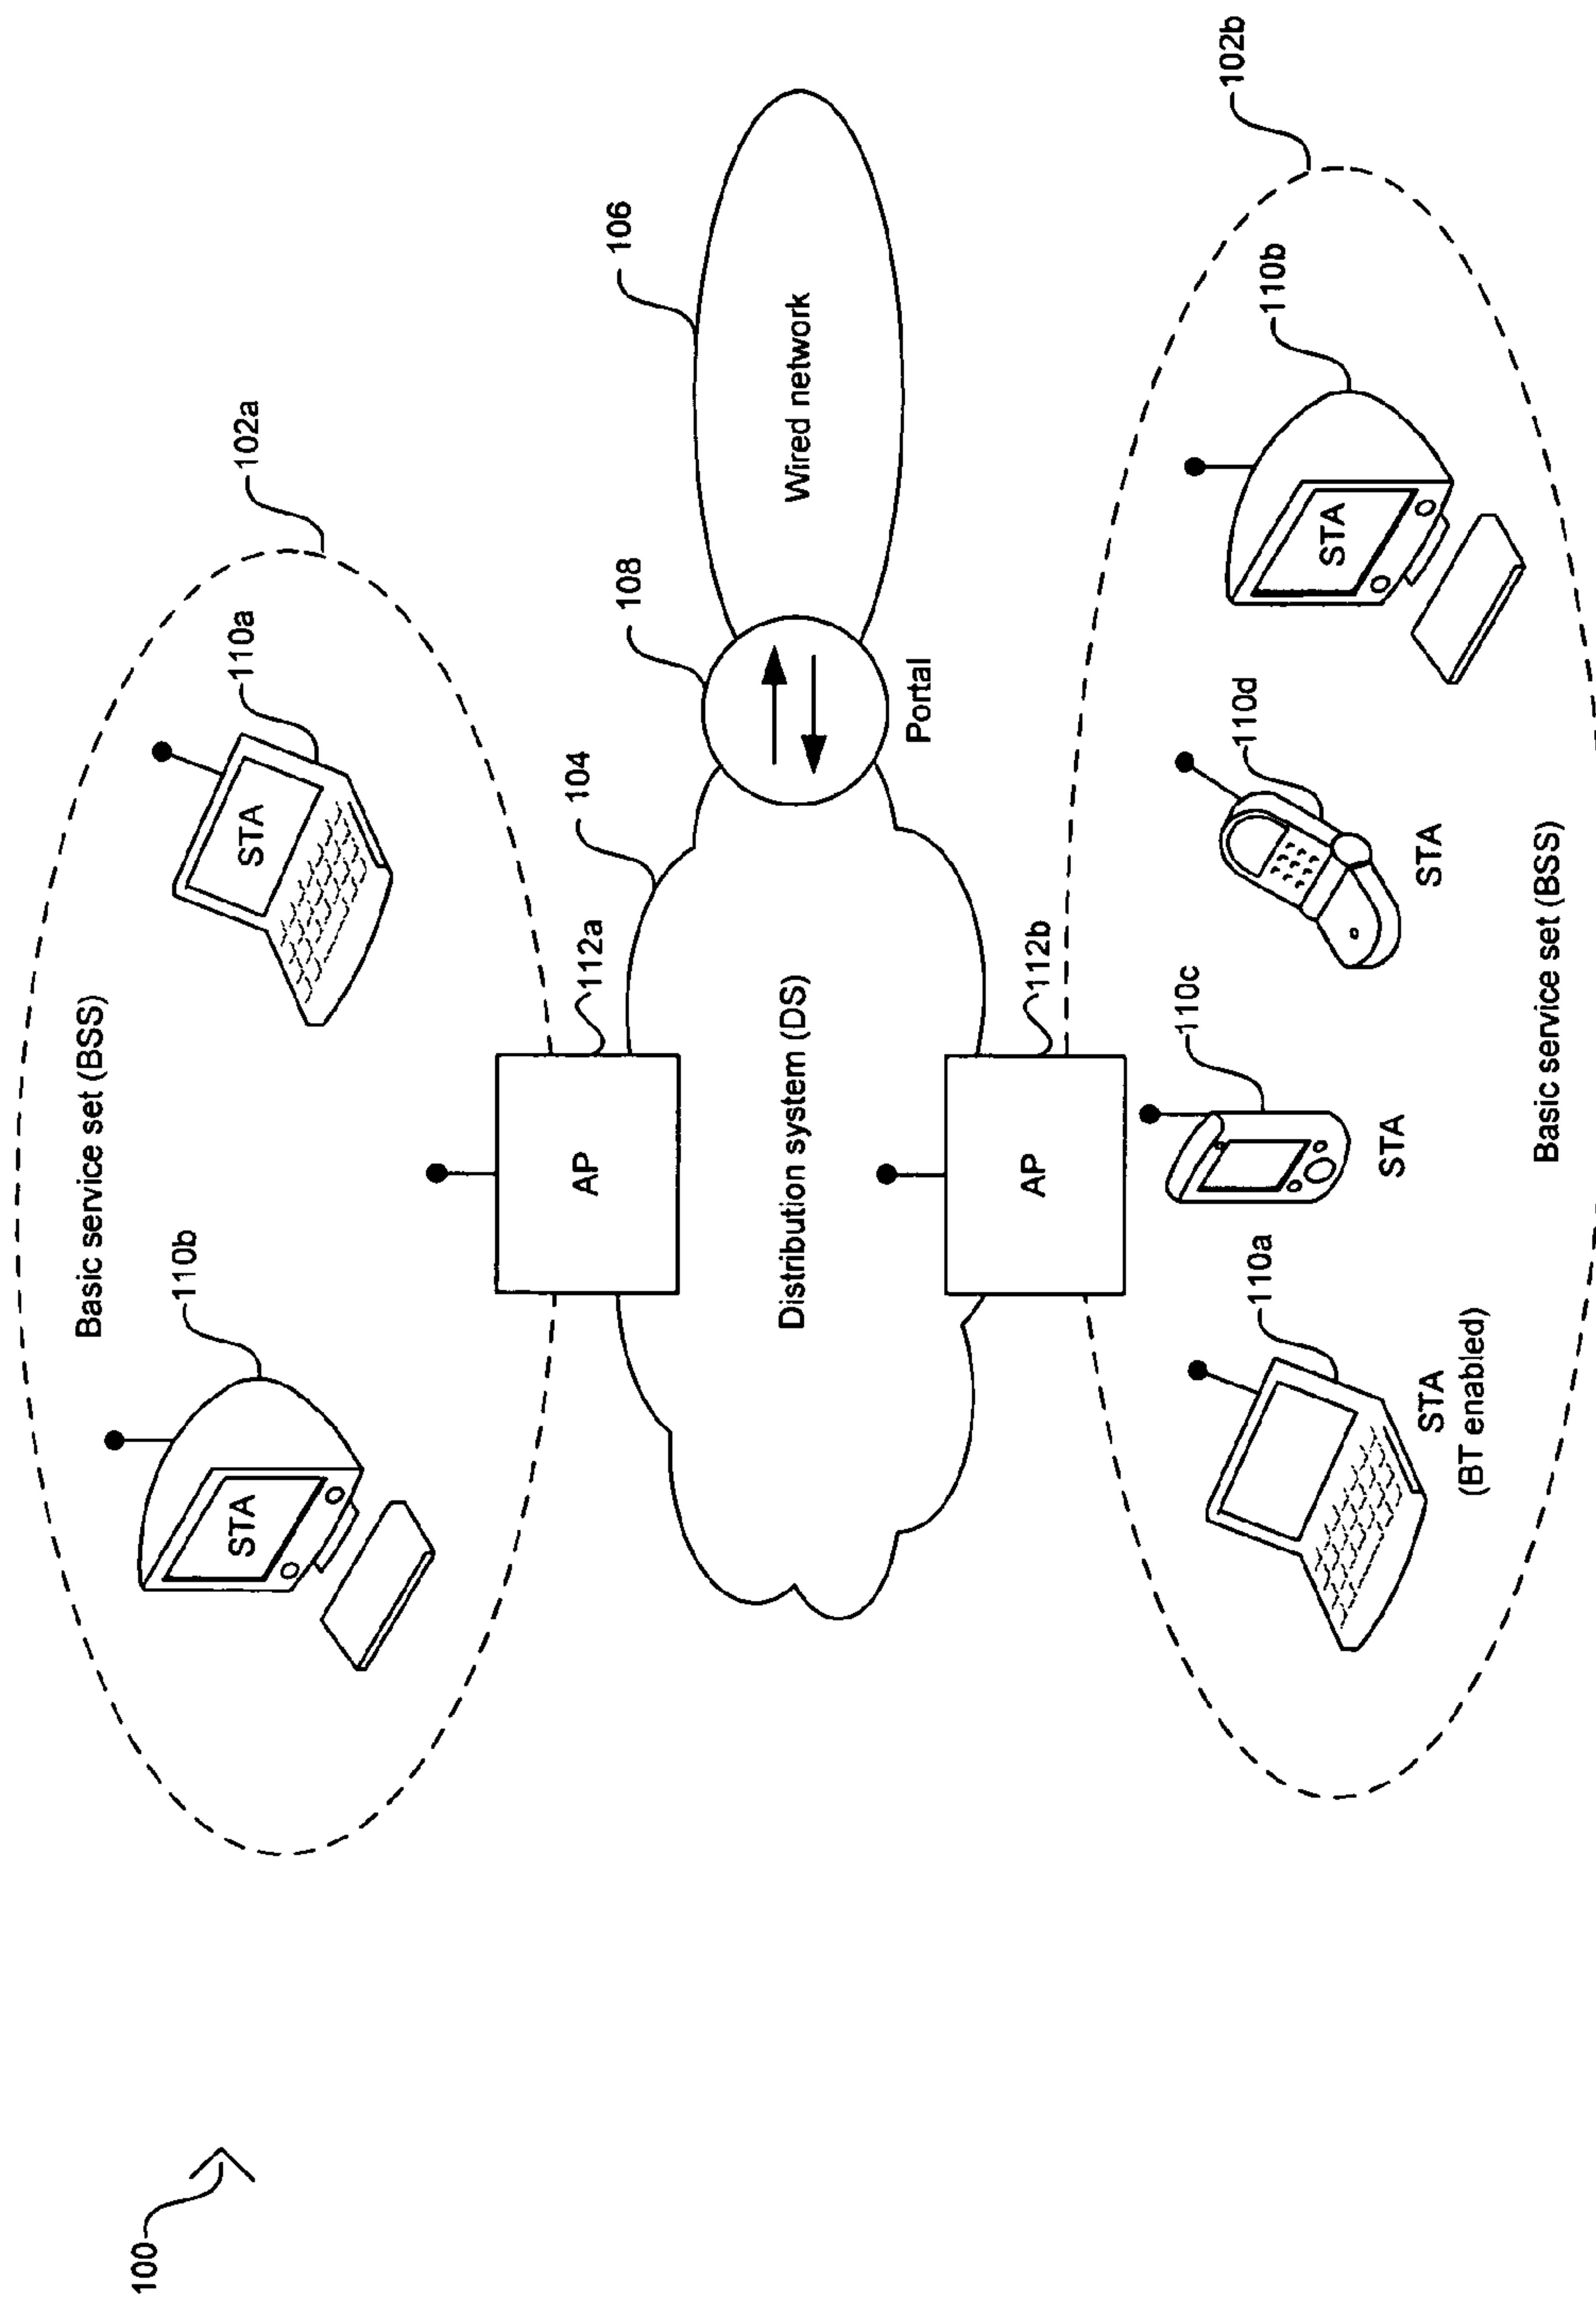 102a
Basic service set (BSS)
110b
110a
STA
STA
112a
AP
104
108
106
Distribution system (DS)
Wired network
Portal
112b
AP
102b
110a
110c
110d
110b
STA
STA
(BT enabled)
STA
STA
Basic service set (BSS)
100